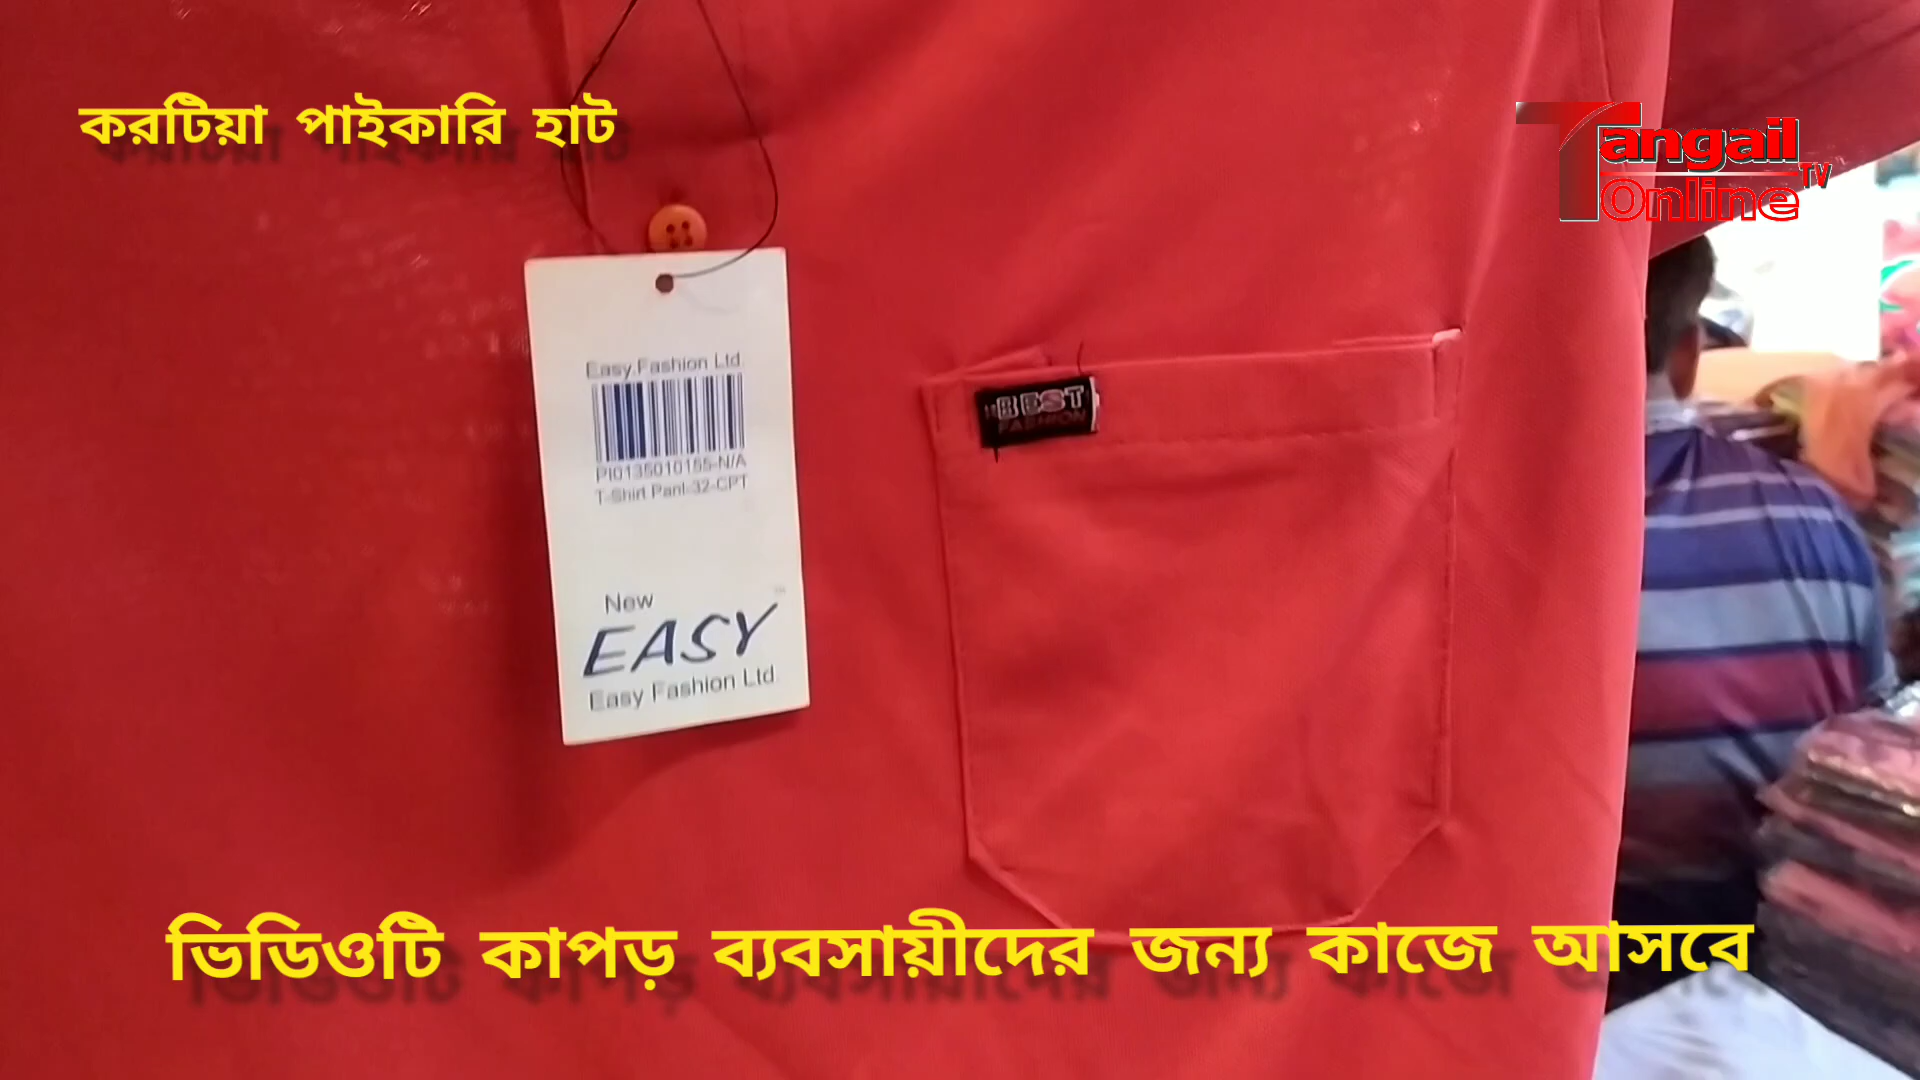 করটিয়া পাইকারি হাট
Tangail
Online TV
Easy Fashion Ltd.
PI0135010155-N/A
T-Shirt Pant-32-CPT
BEST
FASHION
New
EASY
Easy Fashion Ltd.
ভিডিওটি কাপড় ব্যবসায়ীদের জন্য কাজে আসবে